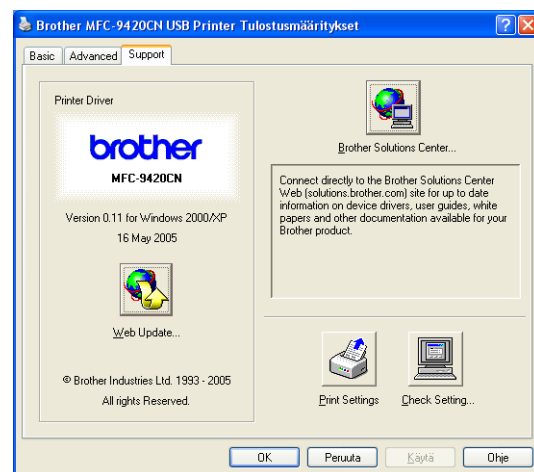 Brother MFC-9420CN USB Printer Tulostusmääritykset
Basic
Advanced
Support
Printer Driver
brother
MFC-9420CN
Version 0.11 for Windows 2000/XP
16 May 2005
Web Update...
© Brother Industries Ltd. 1993 - 2005
All rights Reserved.
Brother Solutions Center...
Connect directly to the Brother Solutions Center
Web (solutions.brother.com) site for up to date
information on device drivers, user guides, white
papers and other documentation available for your
Brother product.
Print Settings
Check Setting...
OK
Peruuta
Käytä
Ohje